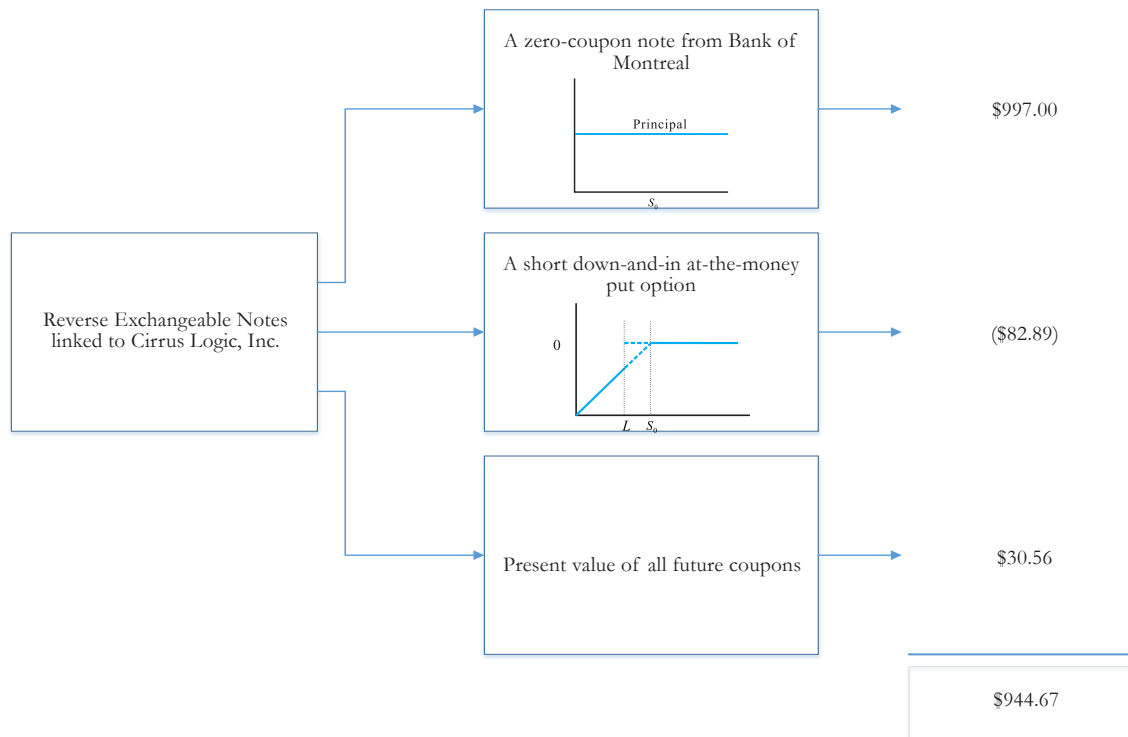 Reverse Exchangeable Notes
linked to Cirrus Logic, Inc.
A zero-coupon note from Bank of
Montreal
Principal
S₀
$997.00
A short down-and-in at-the-money
put option
0
L S₀
($82.89)
Present value of all future coupons
$30.56
$944.67